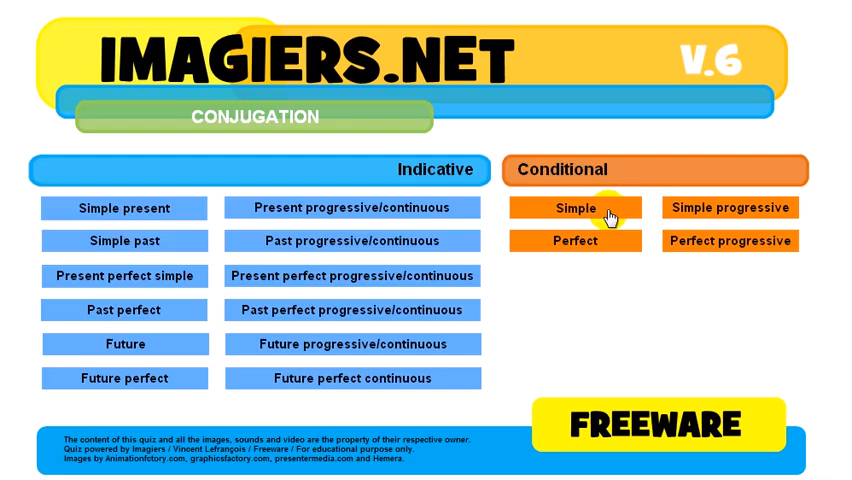 IMAGIERS.NET
V.6
CONJUGATION
Indicative
Conditional
Simple present
Present progressive/continuous
Simple
Simple progressive
Simple past
Past progressive/continuous
Perfect
Perfect progressive
Present perfect simple
Present perfect progressive/continuous
Past perfect
Past perfect progressive/continuous
Future
Future progressive/continuous
Future perfect
Future perfect continuous
FREEWARE
The content of this quiz and all the images, sounds and video are the property of their respective owner.
Quiz powered by Imagiers / Vincent Lefrançois / Freeware / For educational purpose only.
Images by Animationfotory.com, graphicsfactory.com, presentermedia.com and Hemera.